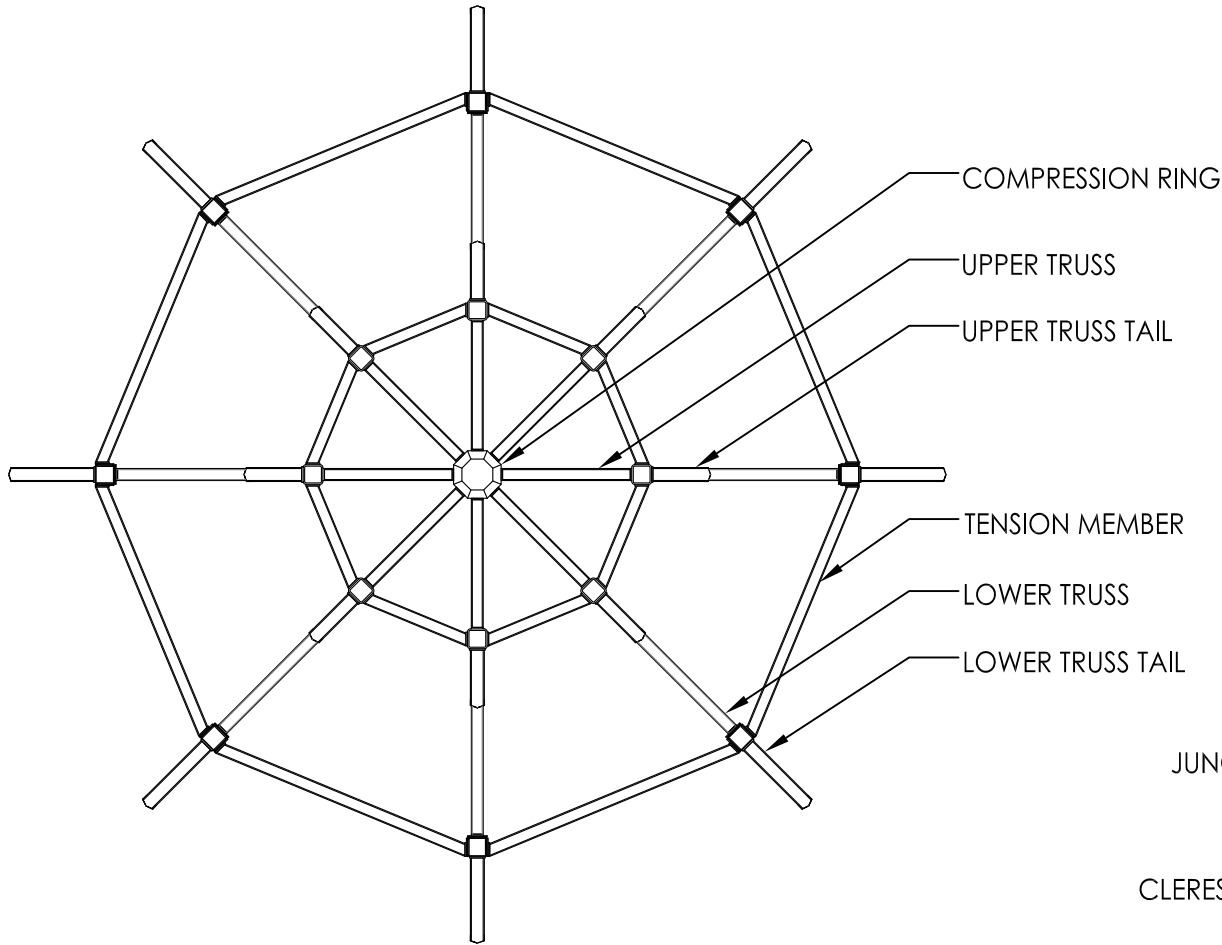 COMPRESSION RING
UPPER TRUSS
UPPER TRUSS TAIL
TENSION MEMBER
LOWER TRUSS
LOWER TRUSS TAIL